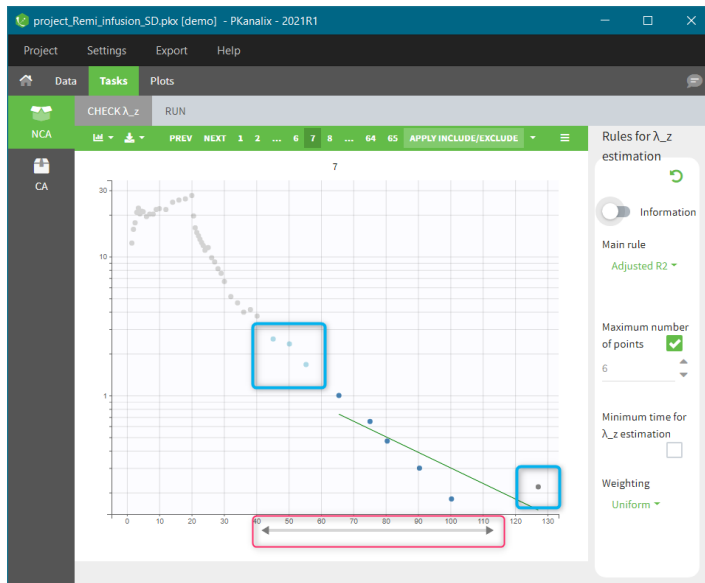 project_Remi_infusion_SD.pkx [demo] - PKanalix - 2021R1
Project Settings Export Help
Data Tasks Plots
CHECK λ_z RUN
NCA
CA
PREV NEXT 1 2 ... 6 7 8 ... 64 65 APPLY INCLUDE/EXCLUDE
7
30
10
1
0 10 20 30 40 50 60 70 80 90 100 110 120 130
Rules for λ_z
estimation
Information
Main rule
Adjusted R2
Maximum number
of points
6
Minimum time for
λ_z estimation
Weighting
Uniform